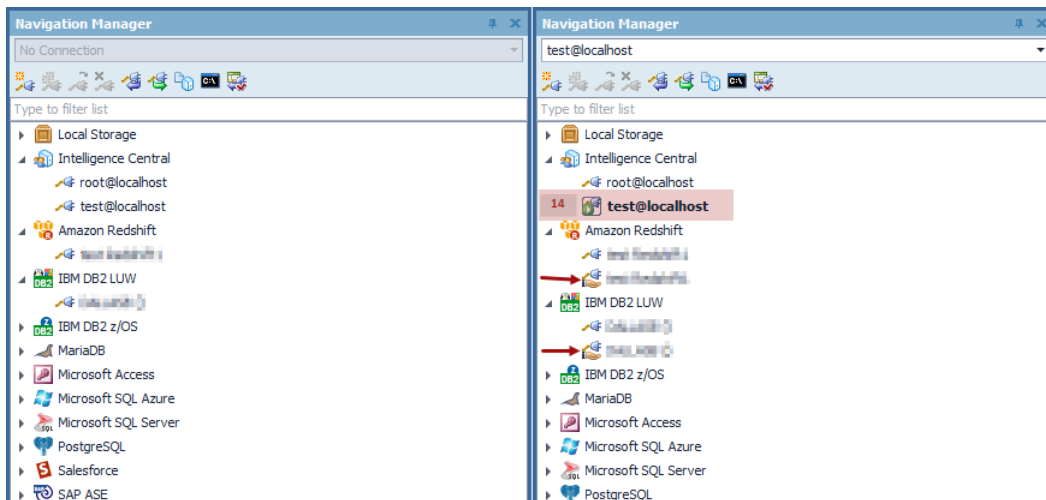 Navigation Manager
No Connection
Type to filter list
Local Storage
Intelligence Central
root@localhost
test@localhost
Amazon Redshift
IBM DB2 LUW
IBM DB2 z/OS
MariaDB
Microsoft Access
Microsoft SQL Azure
Microsoft SQL Server
PostgreSQL
Salesforce
SAP ASE
Navigation Manager
test@localhost
Type to filter list
Local Storage
Intelligence Central
root@localhost
14 test@localhost
Amazon Redshift
IBM DB2 LUW
IBM DB2 z/OS
MariaDB
Microsoft Access
Microsoft SQL Azure
Microsoft SQL Server
PostgreSQL